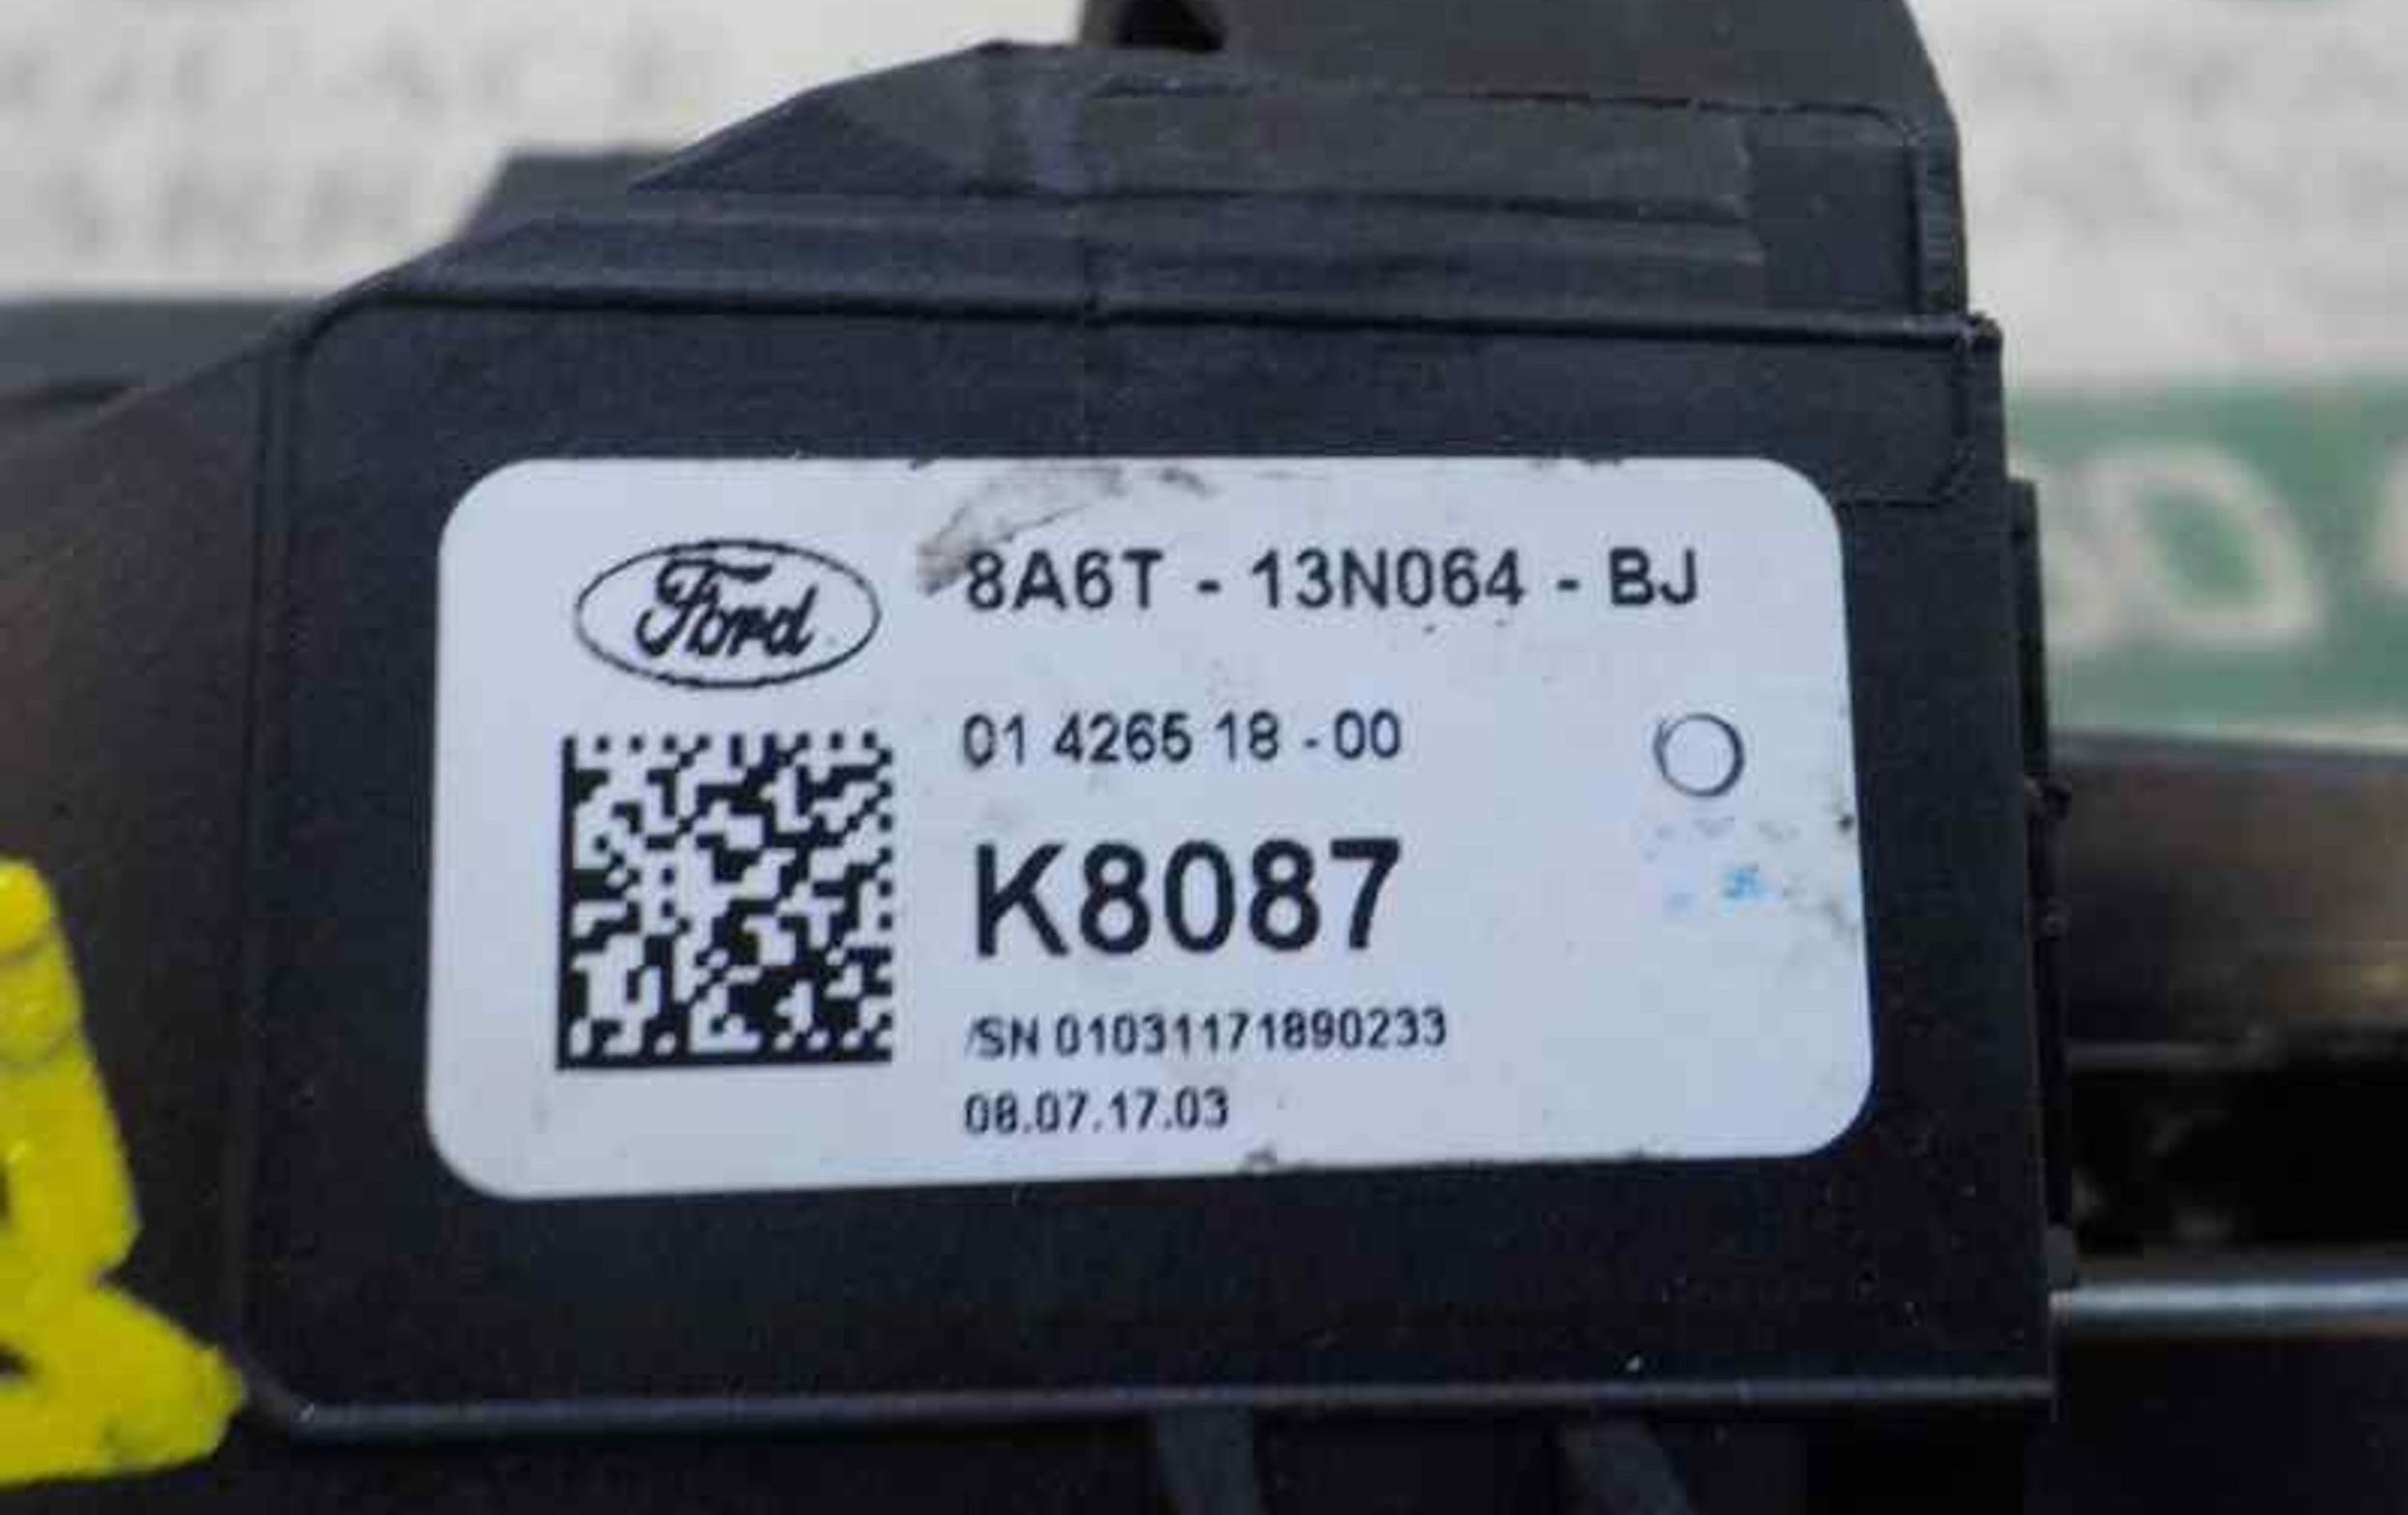 Ford
8A6T - 13N064 - BJ
01 4265 18 - 00
K8087
/SN 01031171890233
08.07.17.03